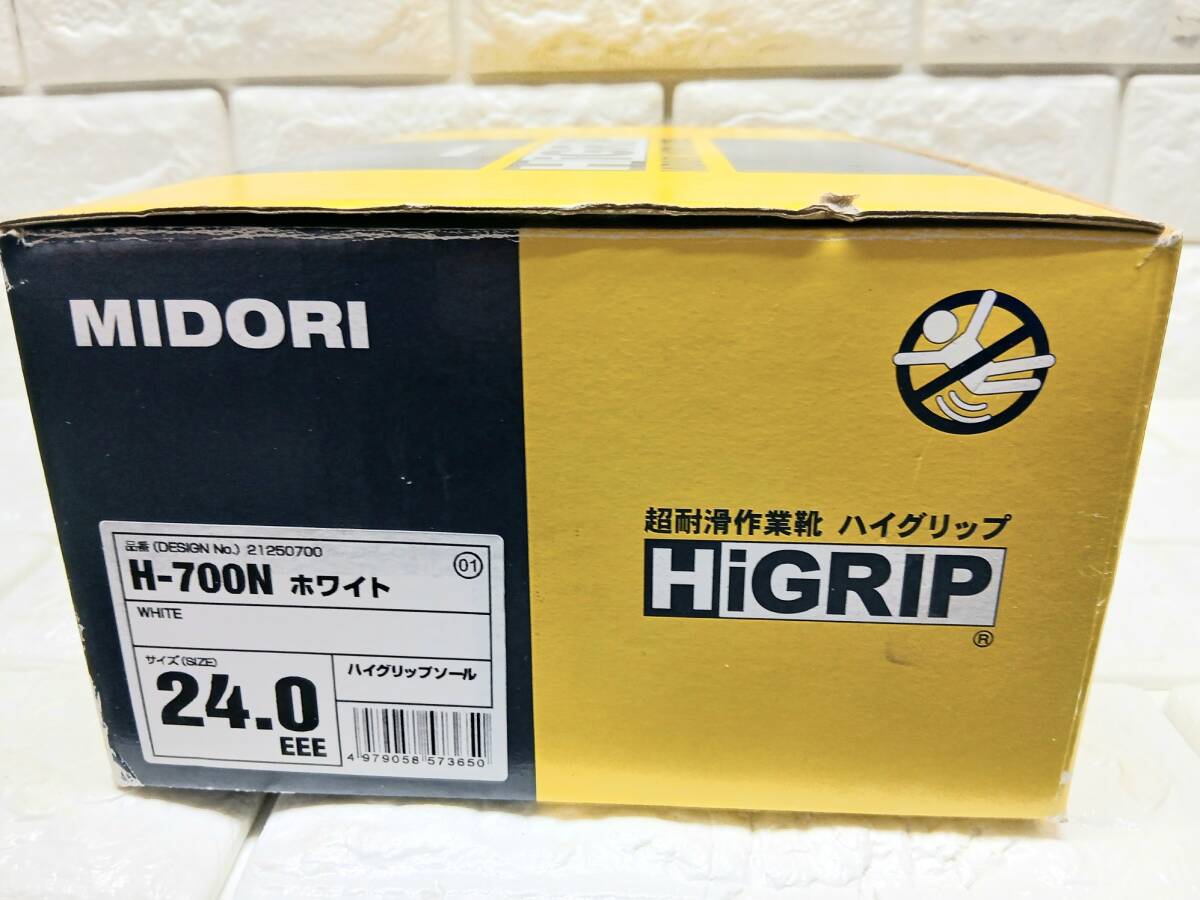 HiGRIP
MIDORI
超耐滑作業靴 ハイグリップ
HiGRIP
®
品番 (DESIGN No.) 21250700
H-700N ホワイト
01
WHITE
サイズ(SIZE)
24.0
EEE
ハイグリップソール
4 979058 573650